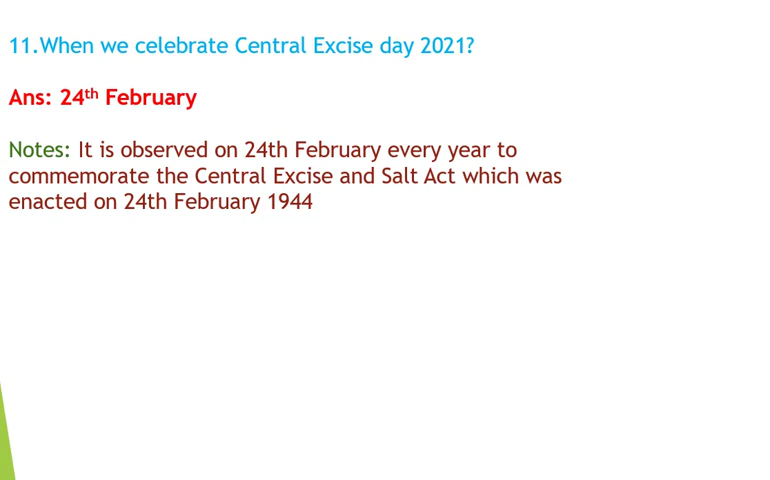 11.When we celebrate Central Excise day 2021?
Ans: 24th February
Notes: It is observed on 24th February every year to
commemorate the Central Excise and Salt Act which was
enacted on 24th February 1944